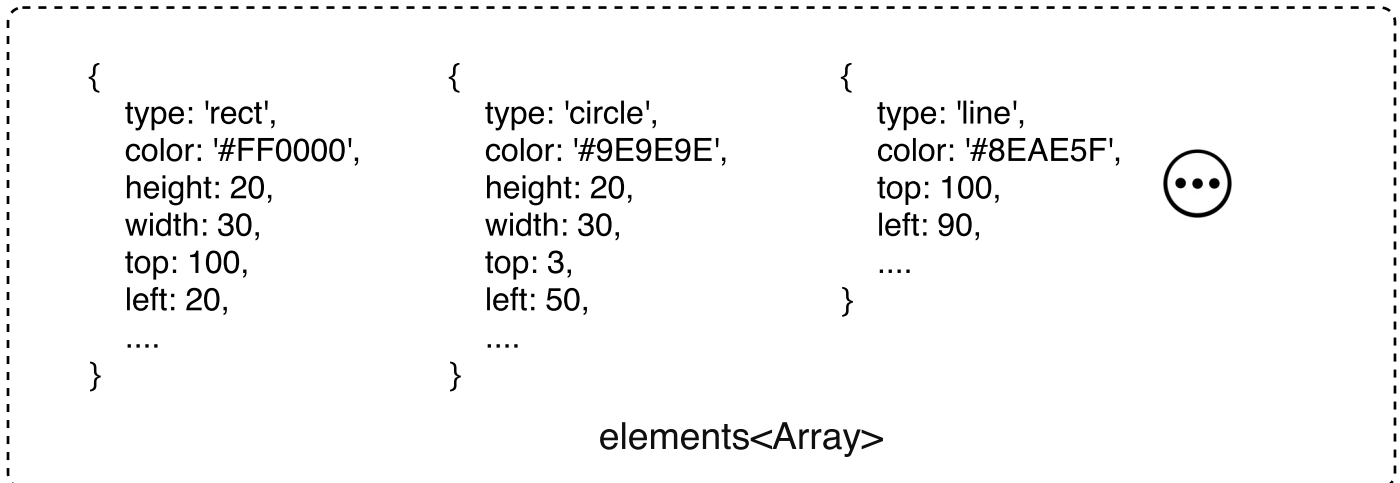 {
type: 'rect',
color: '#FF0000',
height: 20,
width: 30,
top: 100,
left: 20,
....
}
{
type: 'circle',
color: '#9E9E9E',
height: 20,
width: 30,
top: 3,
left: 50,
....
}
{
type: 'line',
color: '#8EAE5F',
top: 100,
left: 90,
....
}
elements<Array>